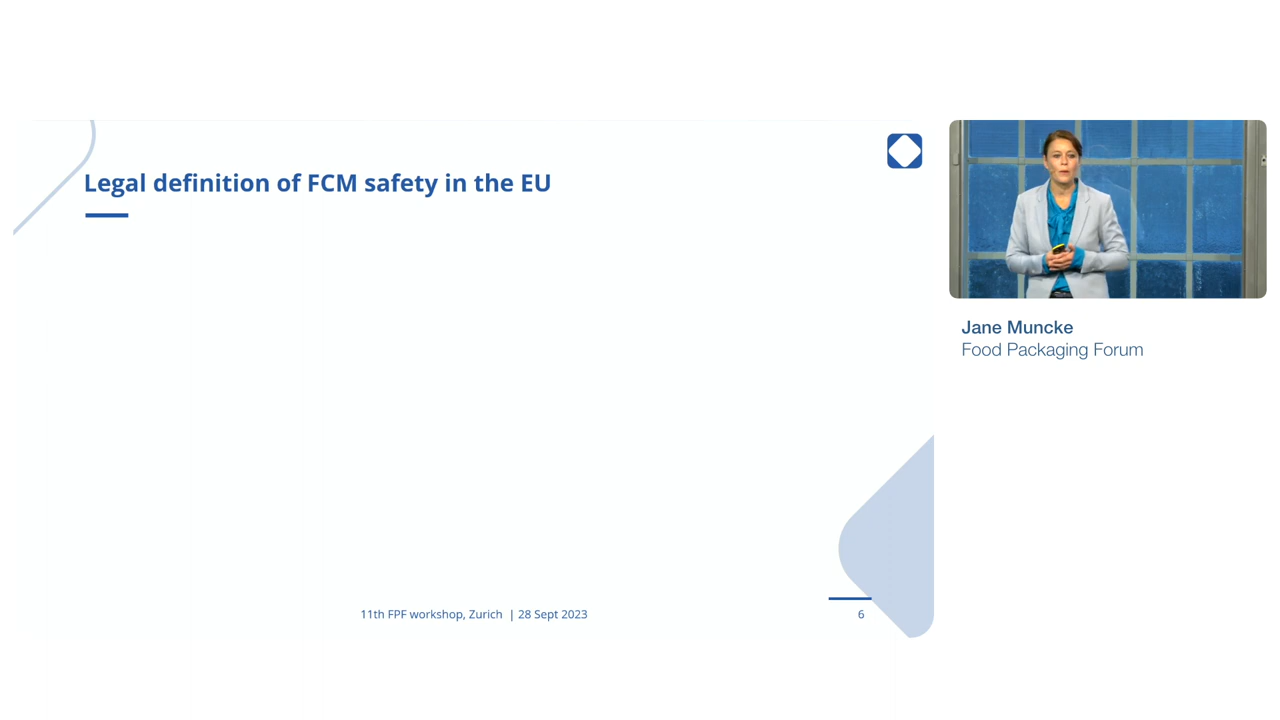 Legal definition of FCM safety in the EU
Jane Muncke
Food Packaging Forum
11th FPF workshop, Zurich | 28 Sept 2023
6